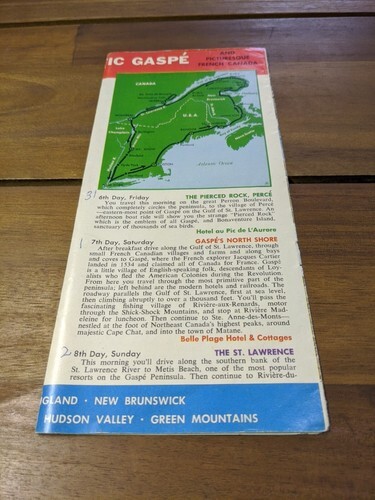 IC GASPÉ
AND
PICTURESQUE
FRENCH CANADA
CANADA
U.S.A.
Lake
Champlain
Atlantic Ocean
31 6th Day, Friday THE PIERCED ROCK, PERCÉ
You travel this morning on the great Perron Boulevard,
which completely circles the peninsula, to the village of Percé
—eastern-most point of Gaspé on the Gulf of St. Lawrence. An
afternoon boat ride will show you the strange "Pierced Rock"
which is the emblem of all Gaspé, and Bonaventure Island,
sanctuary of thousands of sea birds.
Hotel au Pic de L'Aurore
1 7th Day, Saturday GASPÉ'S NORTH SHORE
After breakfast drive along the Gulf of St. Lawrence, through
small French Canadian villages and farms and along bays
and coves to Gaspé, where the French explorer Jacques Cartier
landed in 1534 and claimed all of Canada for France. Gaspé
is a little village of English-speaking folk, descendants of Loy-
alists who fled the American Colonies during the Revolution.
From here you travel through the most primitive part of the
peninsula; left behind are the modern hotels and railroads. The
roadway parallels the Gulf of St. Lawrence, first at sea level,
then climbing abruptly to over a thousand feet. You'll pass the
fascinating fishing village of Rivière-aux-Renards, motor
through the Shick-Shock Mountains, and stop at Rivière Mad-
eleine for luncheon. Then continue to Ste. Anne-des-Monts—
nestled at the foot of Northeast Canada's highest peaks, around
majestic Cape Chat, and into the town of Matane.
Belle Plage Hotel & Cottages
2 8th Day, Sunday THE ST. LAWRENCE
This morning you'll drive along the southern bank of the
St. Lawrence River to Metis Beach, one of the most popular
resorts on the Gaspé Peninsula. Then continue to Rivière-du-
GLAND · NEW BRUNSWICK
HUDSON VALLEY · GREEN MOUNTAINS